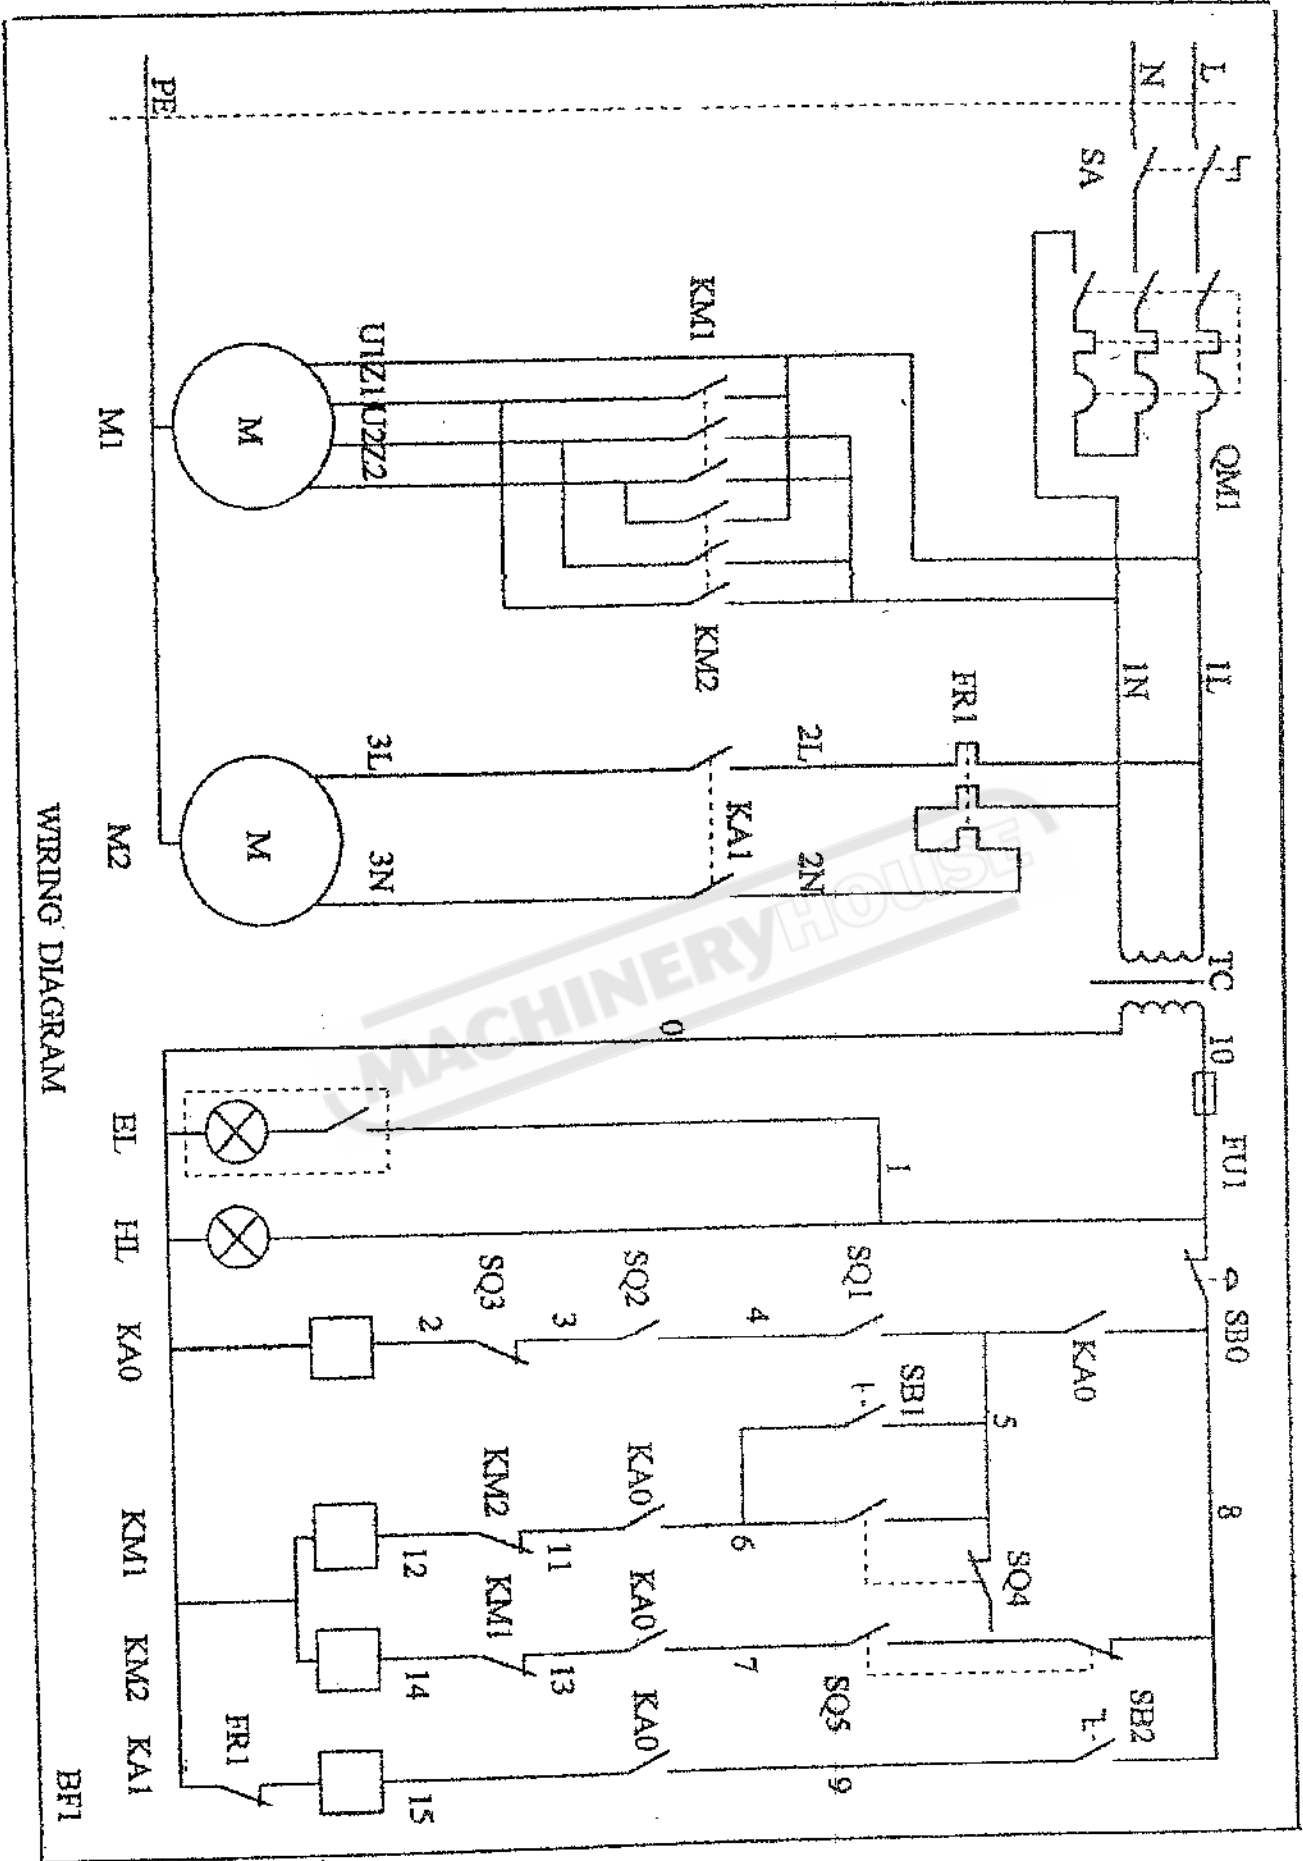 L
N
PE
SA
QM1
KM1
U1Z1U2Z2
M
M1
KM2
1L
1N
FR1
2L
3L
KA1
2N
3N
M
M2
MACHINERYHOUSE
TC
10
0
FU1
1
EL
HL
SB0
KA0
SQ1
4
SQ2
3
SQ3
2
KA0
5
SB1
8
SQ4
6
KA0
11
KM2
12
KM1
SQ5
7
KA0
13
KM1
14
KM2
SB2
9
KA0
15
FR1
KA1
WIRING DIAGRAM
BF1